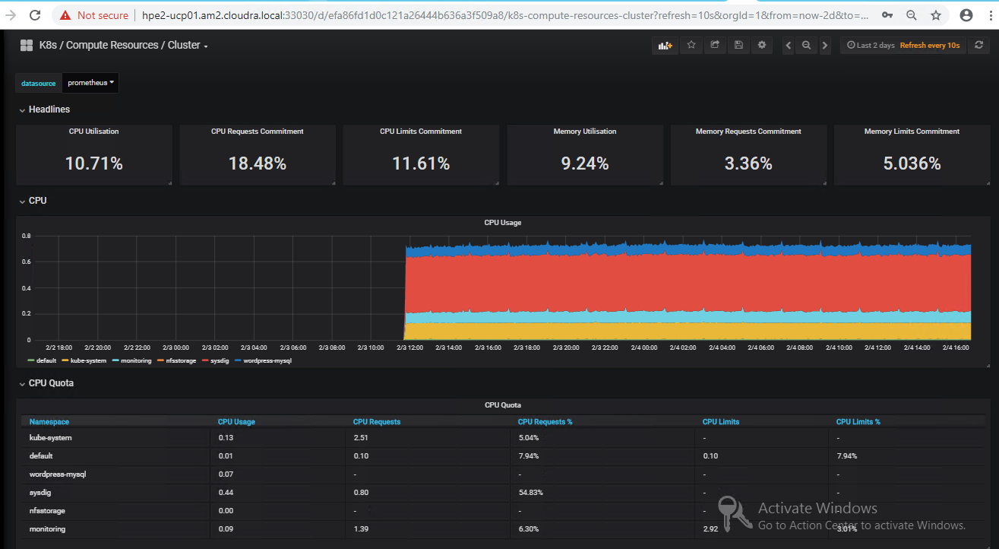 Not secure | hpe2-ucp01.am2.cloudra.local:33030/d/efa86fd1d0c121a26444b636a3f509a8/k8s-compute-resources-cluster?refresh=10s&orgId=1&from=now-2d&to=...
K8s / Compute Resources / Cluster
Last 2 days Refresh every 10s
datasource prometheus
Headlines
CPU Utilisation CPU Requests Commitment CPU Limits Commitment Memory Utilisation Memory Requests Commitment Memory Limits Commitment
10.71% 18.48% 11.61% 9.24% 3.36% 5.036%
CPU
CPU Usage
0.8
0.6
0.4
0.2
0
2/2 18:00 2/2 20:00 2/2 22:00 2/3 00:00 2/3 02:00 2/3 04:00 2/3 06:00 2/3 08:00 2/3 10:00 2/3 12:00 2/3 14:00 2/3 16:00 2/3 18:00 2/3 20:00 2/3 22:00 2/4 00:00 2/4 02:00 2/4 04:00 2/4 06:00 2/4 08:00 2/4 10:00 2/4 12:00 2/4 14:00 2/4 16:00
default kube-system monitoring nfsstorage sysdig wordpress-mysql
CPU Quota
CPU Quota
Namespace CPU Usage CPU Requests CPU Requests % CPU Limits CPU Limits %
kube-system 0.13 2.51 5.04% - -
default 0.01 0.10 7.94% 0.10 7.94%
wordpress-mysql 0.07 - - - -
sysdig 0.44 0.80 54.83% - -
nfsstorage 0.00 - - - -
monitoring 0.09 1.39 6.30% 2.92 3.01%
Activate Windows
Go to Action Center to activate Windows.